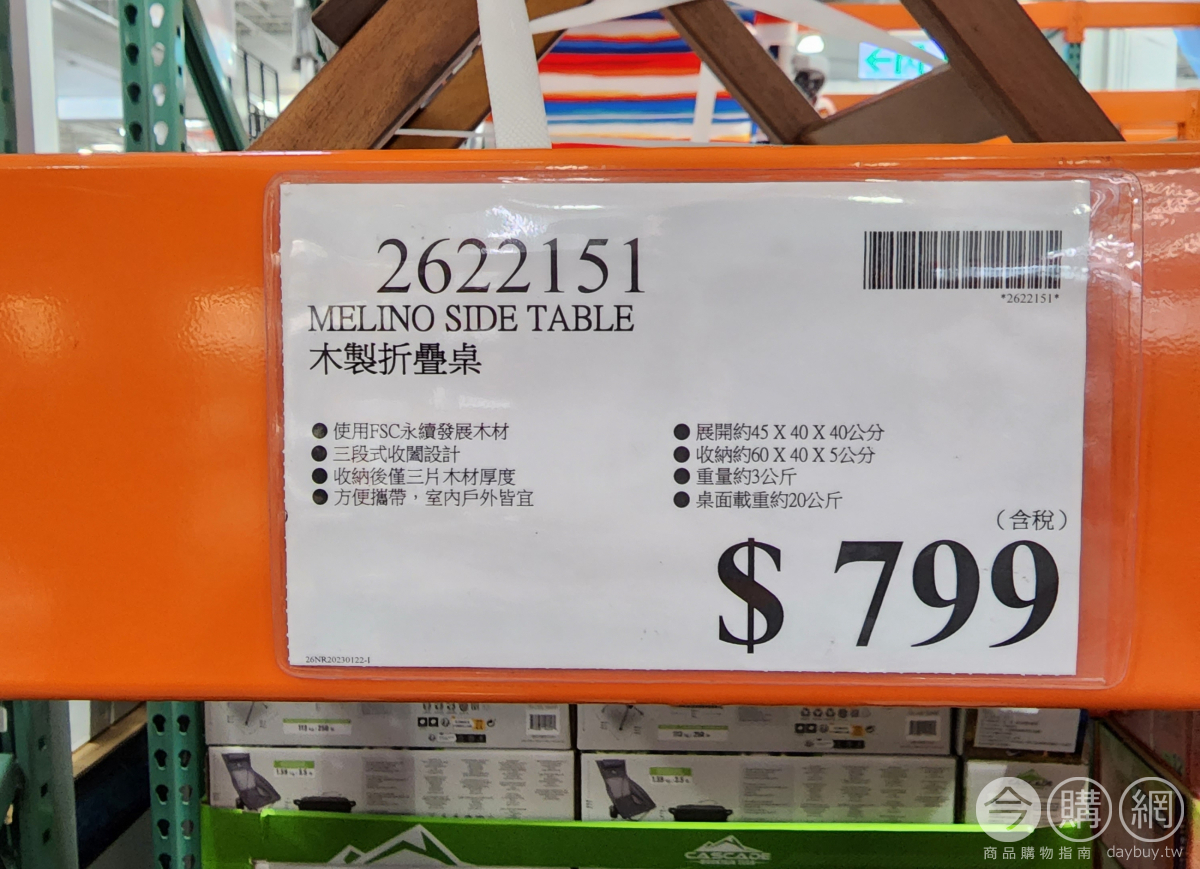 2622151
*2622151*
MELINO SIDE TABLE
木製折疊桌
● 使用FSC永續發展木材
● 三段式收闔設計
● 收納後僅三片木材厚度
● 方便攜帶，室內戶外皆宜
● 展開約45 X 40 X 40公分
● 收納約60 X 40 X 5公分
● 重量約3公斤
● 桌面載重約20公斤
（含稅）
$ 799
26NR20230122-1
CASCADE
今購網
商品購物指南 daybuy.tw